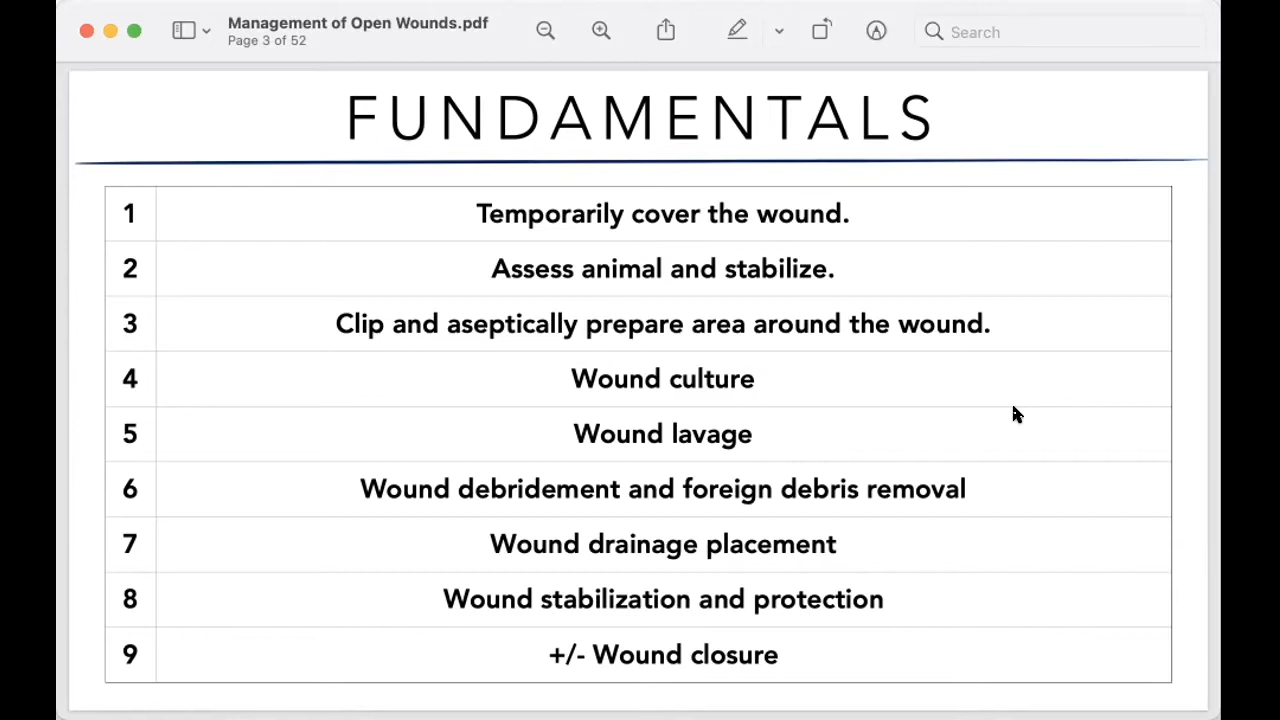 Management of Open Wounds.pdf
Page 3 of 52
Search
FUNDAMENTALS
1 Temporarily cover the wound.
2 Assess animal and stabilize.
3 Clip and aseptically prepare area around the wound.
4 Wound culture
5 Wound lavage
6 Wound debridement and foreign debris removal
7 Wound drainage placement
8 Wound stabilization and protection
9 +/- Wound closure